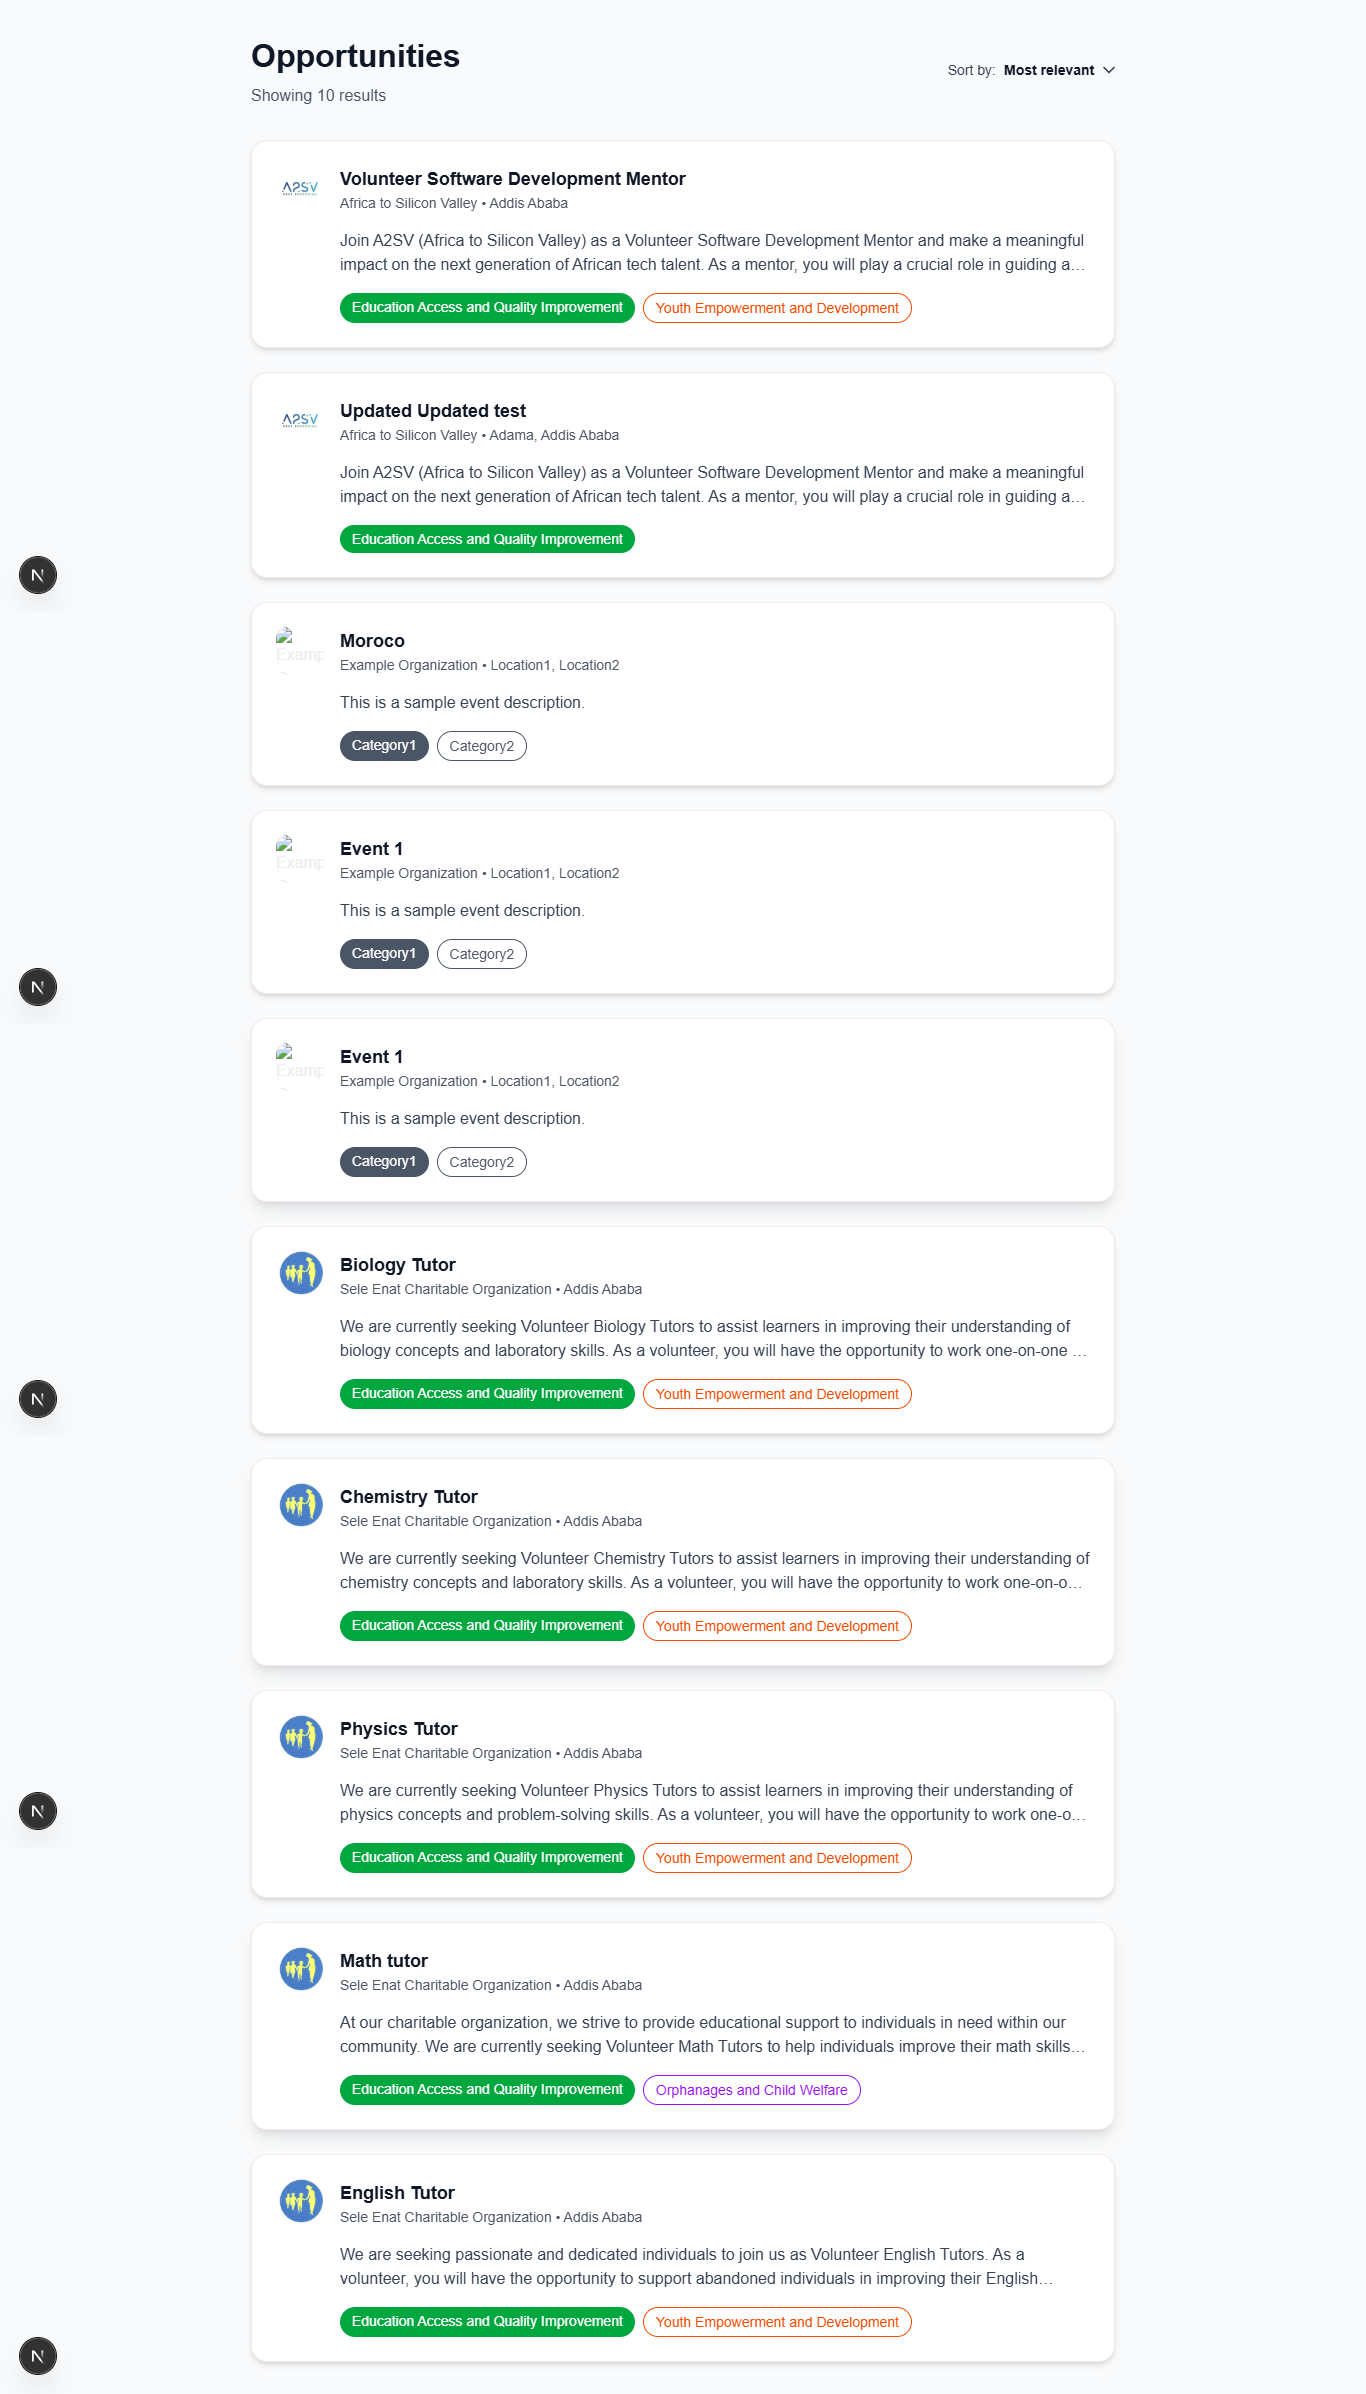 Opportunities
Showing 10 results
Sort by: Most relevant
A2SV
Volunteer Software Development Mentor
Africa to Silicon Valley • Addis Ababa
Join A2SV (Africa to Silicon Valley) as a Volunteer Software Development Mentor and make a meaningful
impact on the next generation of African tech talent. As a mentor, you will play a crucial role in guiding a...
Education Access and Quality Improvement
Youth Empowerment and Development
A2SV
Updated Updated test
Africa to Silicon Valley • Adama, Addis Ababa
Join A2SV (Africa to Silicon Valley) as a Volunteer Software Development Mentor and make a meaningful
impact on the next generation of African tech talent. As a mentor, you will play a crucial role in guiding a...
Education Access and Quality Improvement
N
Examp
Moroco
Example Organization • Location1, Location2
This is a sample event description.
Category1
Category2
Examp
Event 1
Example Organization • Location1, Location2
This is a sample event description.
Category1
Category2
N
Examp
Event 1
Example Organization • Location1, Location2
This is a sample event description.
Category1
Category2
Biology Tutor
Sele Enat Charitable Organization • Addis Ababa
We are currently seeking Volunteer Biology Tutors to assist learners in improving their understanding of
biology concepts and laboratory skills. As a volunteer, you will have the opportunity to work one-on-one ...
Education Access and Quality Improvement
Youth Empowerment and Development
N
Chemistry Tutor
Sele Enat Charitable Organization • Addis Ababa
We are currently seeking Volunteer Chemistry Tutors to assist learners in improving their understanding of
chemistry concepts and laboratory skills. As a volunteer, you will have the opportunity to work one-on-o...
Education Access and Quality Improvement
Youth Empowerment and Development
Physics Tutor
Sele Enat Charitable Organization • Addis Ababa
We are currently seeking Volunteer Physics Tutors to assist learners in improving their understanding of
physics concepts and problem-solving skills. As a volunteer, you will have the opportunity to work one-o...
N
Education Access and Quality Improvement
Youth Empowerment and Development
Math tutor
Sele Enat Charitable Organization • Addis Ababa
At our charitable organization, we strive to provide educational support to individuals in need within our
community. We are currently seeking Volunteer Math Tutors to help individuals improve their math skills...
Education Access and Quality Improvement
Orphanages and Child Welfare
English Tutor
Sele Enat Charitable Organization • Addis Ababa
We are seeking passionate and dedicated individuals to join us as Volunteer English Tutors. As a
volunteer, you will have the opportunity to support abandoned individuals in improving their English...
Education Access and Quality Improvement
Youth Empowerment and Development
N